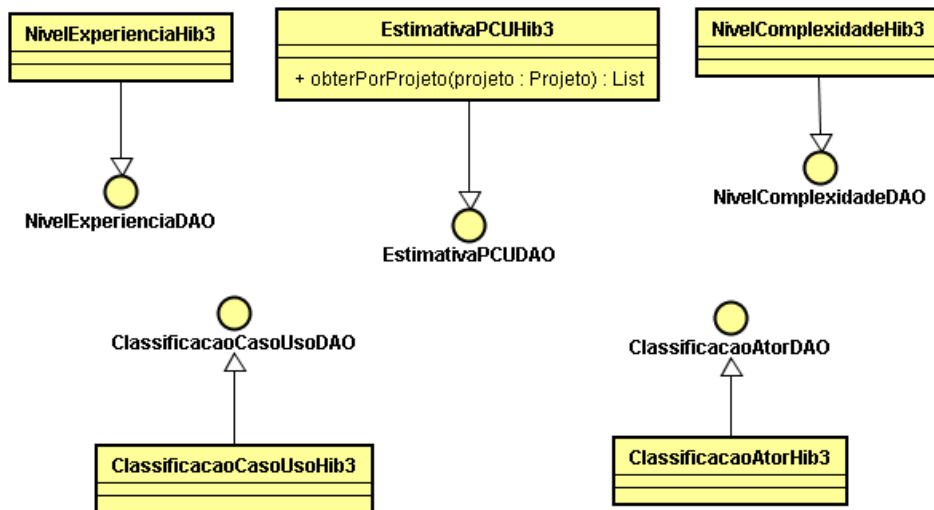 NivelExperienciaHib3
EstimativaPCUHib3
NivelComplexidadeHib3
+ obterPorProjeto(projeto : Projeto) : List
NivelExperienciaDAO
NivelComplexidadeDAO
EstimativaPCUDAO
ClassificacaoCasoUsoDAO
ClassificacaoAtorDAO
ClassificacaoCasoUsoHib3
ClassificacaoAtorHib3